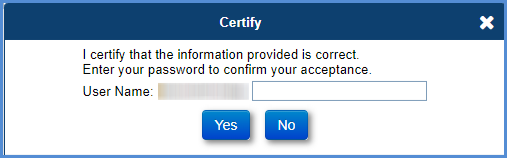 Certify
I certify that the information provided is correct.
Enter your password to confirm your acceptance.
User Name:
Yes No